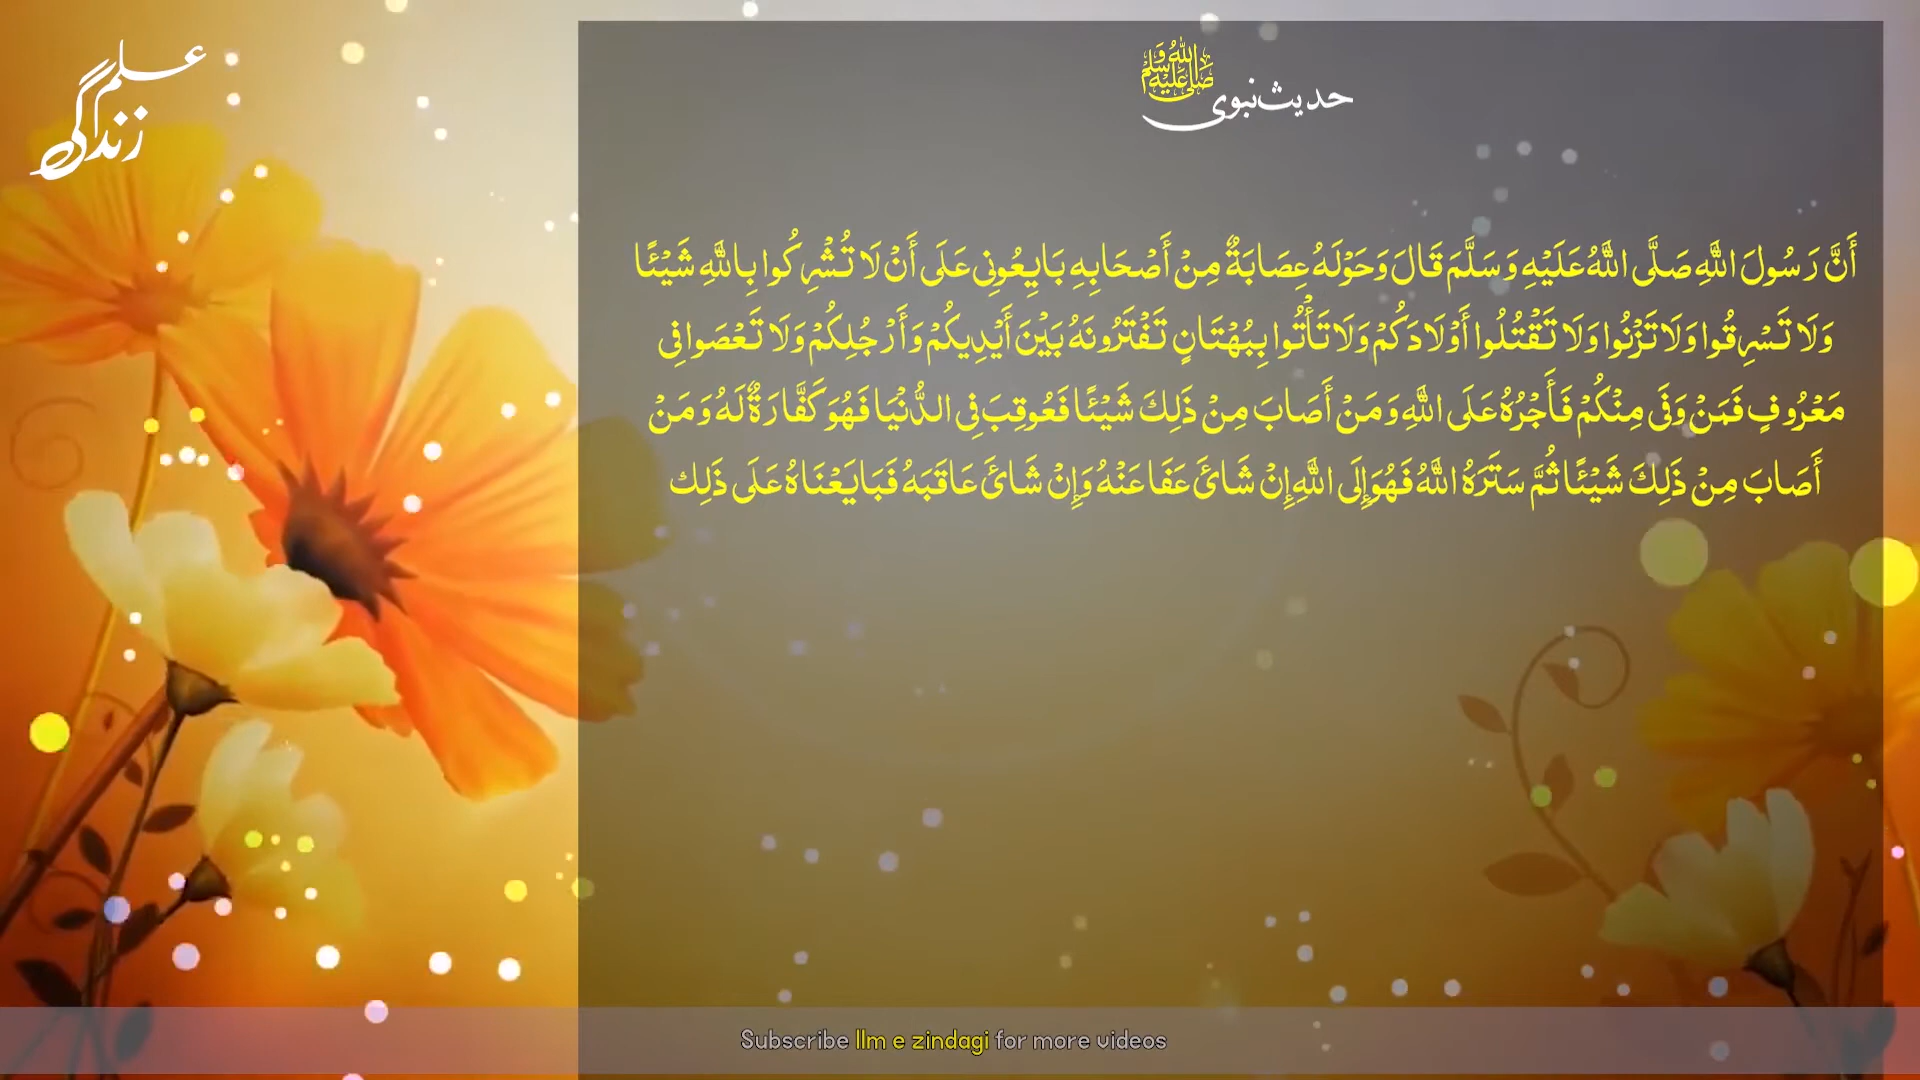 علم
زندگی
حدیث نبوی صلی اللہ علیہ وسلم
أَنَّ رَسُولَ اللَّهِ صَلَّى اللَّهُ عَلَيْهِ وَسَلَّمَ قَالَ وَحَوْلَهُ عِصَابَةٌ مِنْ أَصْحَابِهِ بَايِعُونِي عَلَى أَنْ لَا تُشْرِكُوا بِاللَّهِ شَيْئًا
وَلَا تَسْرِقُوا وَلَا تَزْنُوا وَلَا تَقْتُلُوا أَوْلَادَكُمْ وَلَا تَأْتُوا بِبُهْتَانٍ تَفْتَرُونَهُ بَيْنَ أَيْدِيكُمْ وَأَرْجُلِكُمْ وَلَا تَعْصَوا فِي
مَعْرُوفٍ فَمَنْ وَفَى مِنْكُمْ فَأَجْرُهُ عَلَى اللَّهِ وَمَنْ أَصَابَ مِنْ ذَلِكَ شَيْئًا فَعُوقِبَ فِي الدُّنْيَا فَهُوَ كَفَّارَةٌ لَهُ وَمَنْ
أَصَابَ مِنْ ذَلِكَ شَيْئًا ثُمَّ سَتَرَهُ اللَّهُ فَهُوَ إِلَى اللَّهِ إِنْ شَائَ عَفَا عَنْهُ وَإِنْ شَائَ عَاقَبَهُ فَبَايَعْنَاهُ عَلَى ذَلِك
Subscribe Ilm e zindagi for more videos